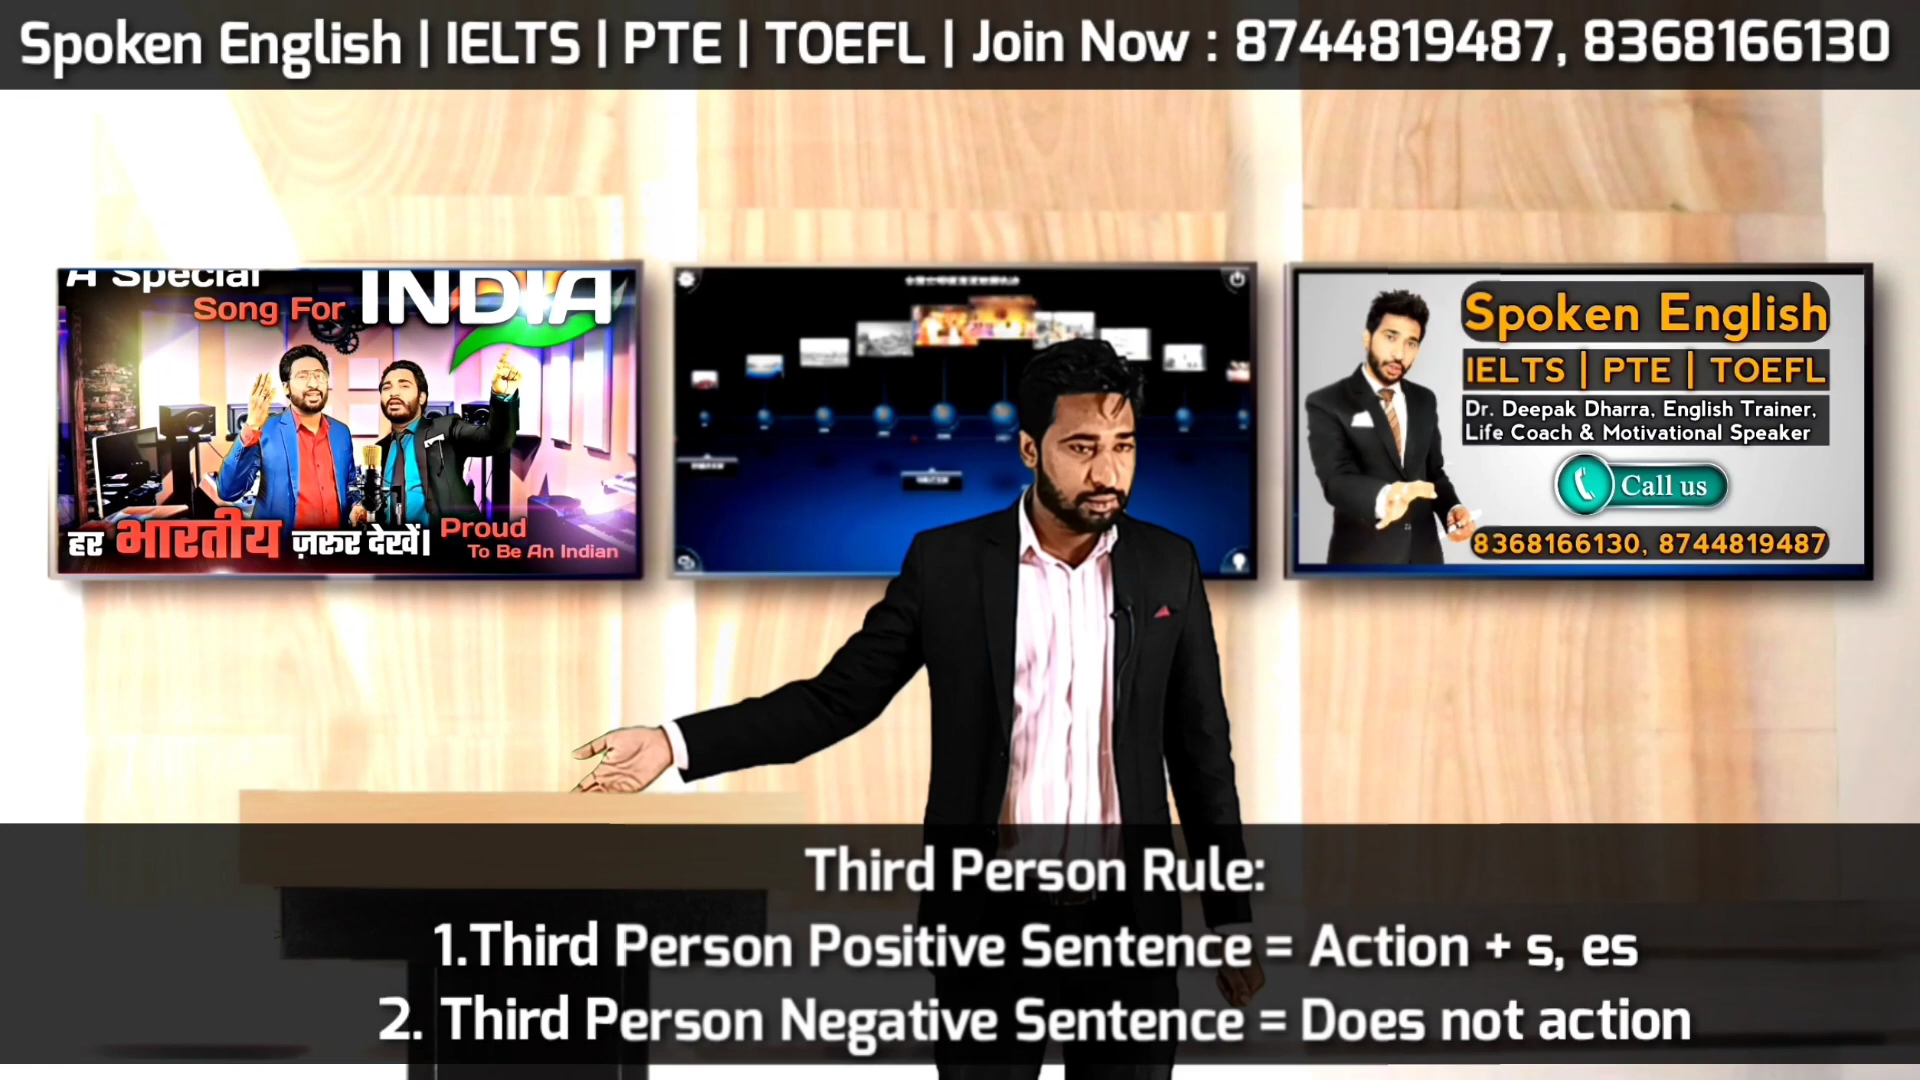 Spoken English | IELTS | PTE | TOEFL | Join Now : 8744819487, 8368166130
A Special
Song For INDIA
हर भारतीय ज़रूर देखें।
Proud
To Be An Indian
Spoken English
IELTS | PTE | TOEFL
Dr. Deepak Dharra, English Trainer,
Life Coach & Motivational Speaker
Call us
8368166130, 8744819487
Third Person Rule:
1.Third Person Positive Sentence = Action + s, es
2. Third Person Negative Sentence = Does not action